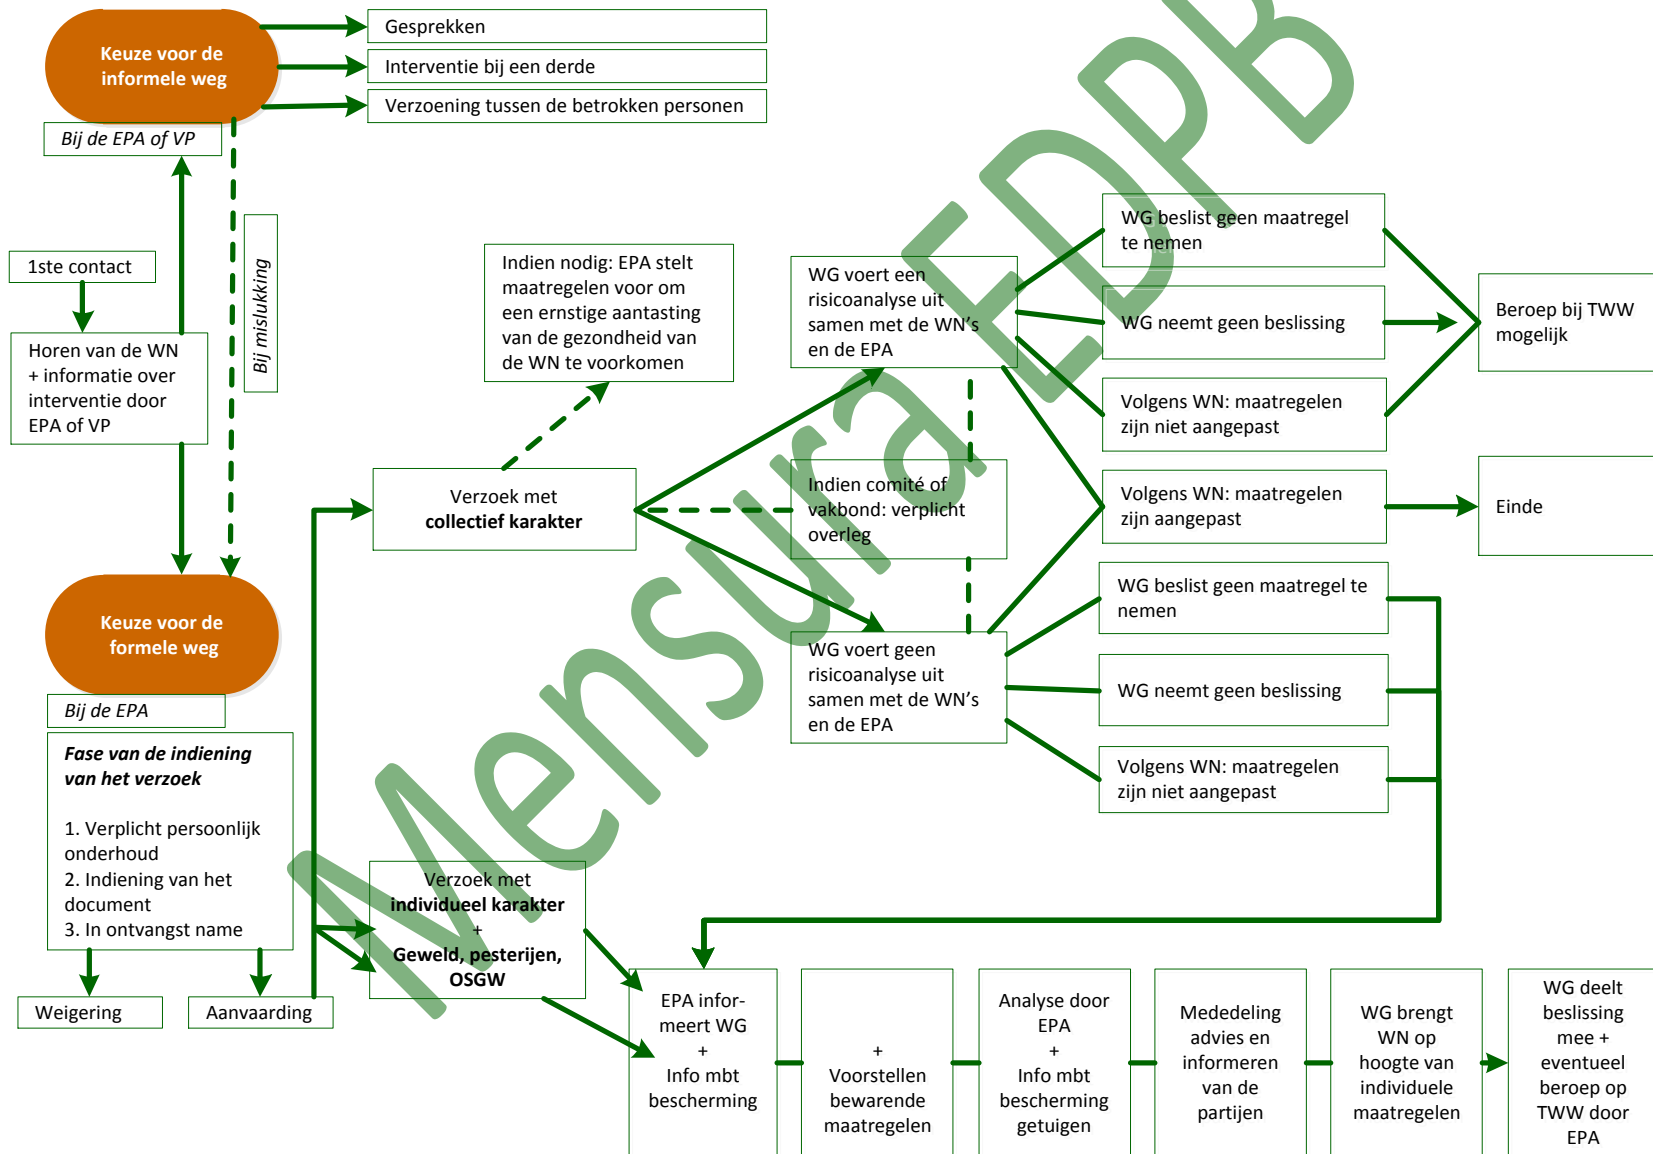 Keuze voor de
informele weg
Gesprekken
Interventie bij een derde
Verzoening tussen de betrokken personen
Bij de EPA of VP
Bij mislukking
1ste contact
Horen van de WN
+ informatie over
interventie door
EPA of VP
Indien nodig: EPA stelt
maatregelen voor om
een ernstige aantasting
van de gezondheid van
de WN te voorkomen
WG voert een
risicoanalyse uit
samen met de WN's
en de EPA
WG beslist geen maatregel
te nemen
WG neemt geen beslissing
Volgens WN: maatregelen
zijn niet aangepast
Beroep bij TWW
mogelijk
Verzoek met
collectief karakter
Indien comité of
vakbond: verplicht
overleg
Volgens WN: maatregelen
zijn aangepast
Einde
Keuze voor de
formele weg
Bij de EPA
WG voert geen
risicoanalyse uit
samen met de WN's
en de EPA
WG beslist geen maatregel te
nemen
WG neemt geen beslissing
Volgens WN: maatregelen
zijn niet aangepast
Fase van de indiening
van het verzoek
1. Verplicht persoonlijk
onderhoud
2. Indiening van het
document
3. In ontvangst name
Weigering
Aanvaarding
Verzoek met
individueel karakter
+
Geweld, pesterijen,
OSGW
EPA infor-
meert WG
+
Info mbt
bescherming
+
Voorstellen
bewarende
maatregelen
Analyse door
EPA
+
Info mbt
bescherming
getuigen
Mededeling
advies en
informeren
van de
partijen
WG brengt
WN op
hoogte van
individuele
maatregelen
WG deelt
beslissing
mee +
eventueel
beroep op
TWW door
EPA
Mensura EDPB